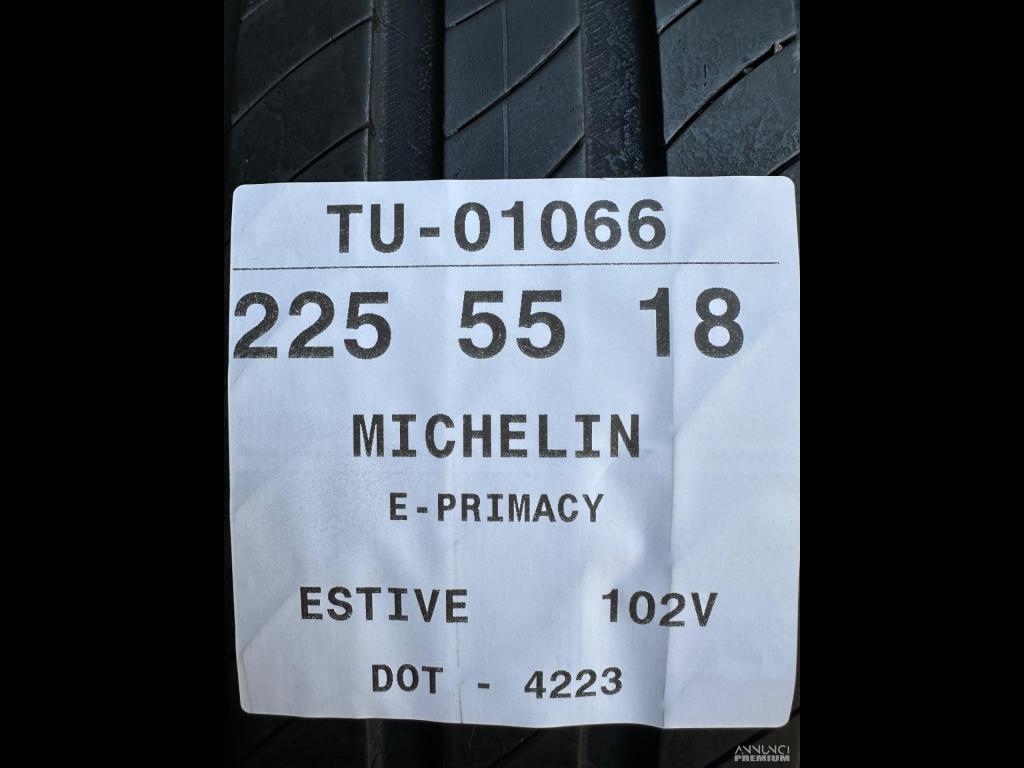 TU-01066
225 55 18
MICHELIN
E-PRIMACY
ESTIVE 102V
DOT - 4223
ANNUNCI
PREMIUM